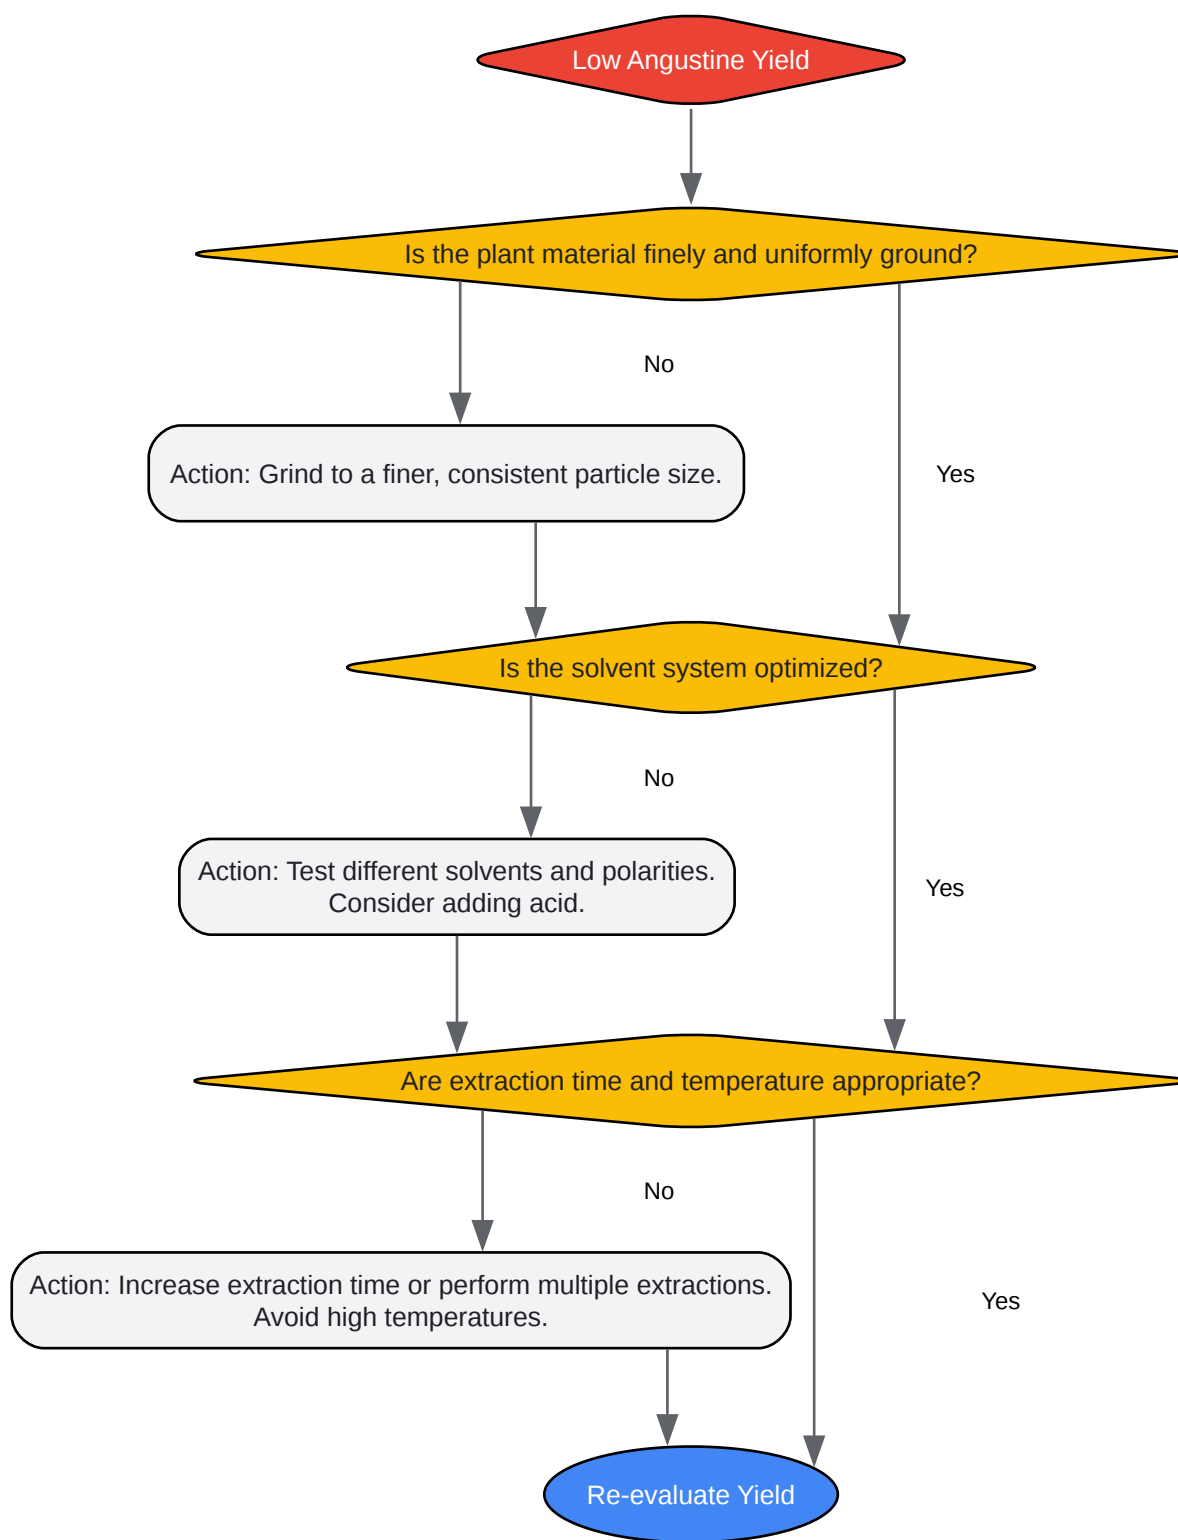 Low Angustine Yield
Is the plant material finely and uniformly ground?
No
Action: Grind to a finer, consistent particle size.
Yes
Is the solvent system optimized?
No
Action: Test different solvents and polarities.
Consider adding acid.
Yes
Are extraction time and temperature appropriate?
No
Action: Increase extraction time or perform multiple extractions.
Avoid high temperatures.
Yes
Re-evaluate Yield